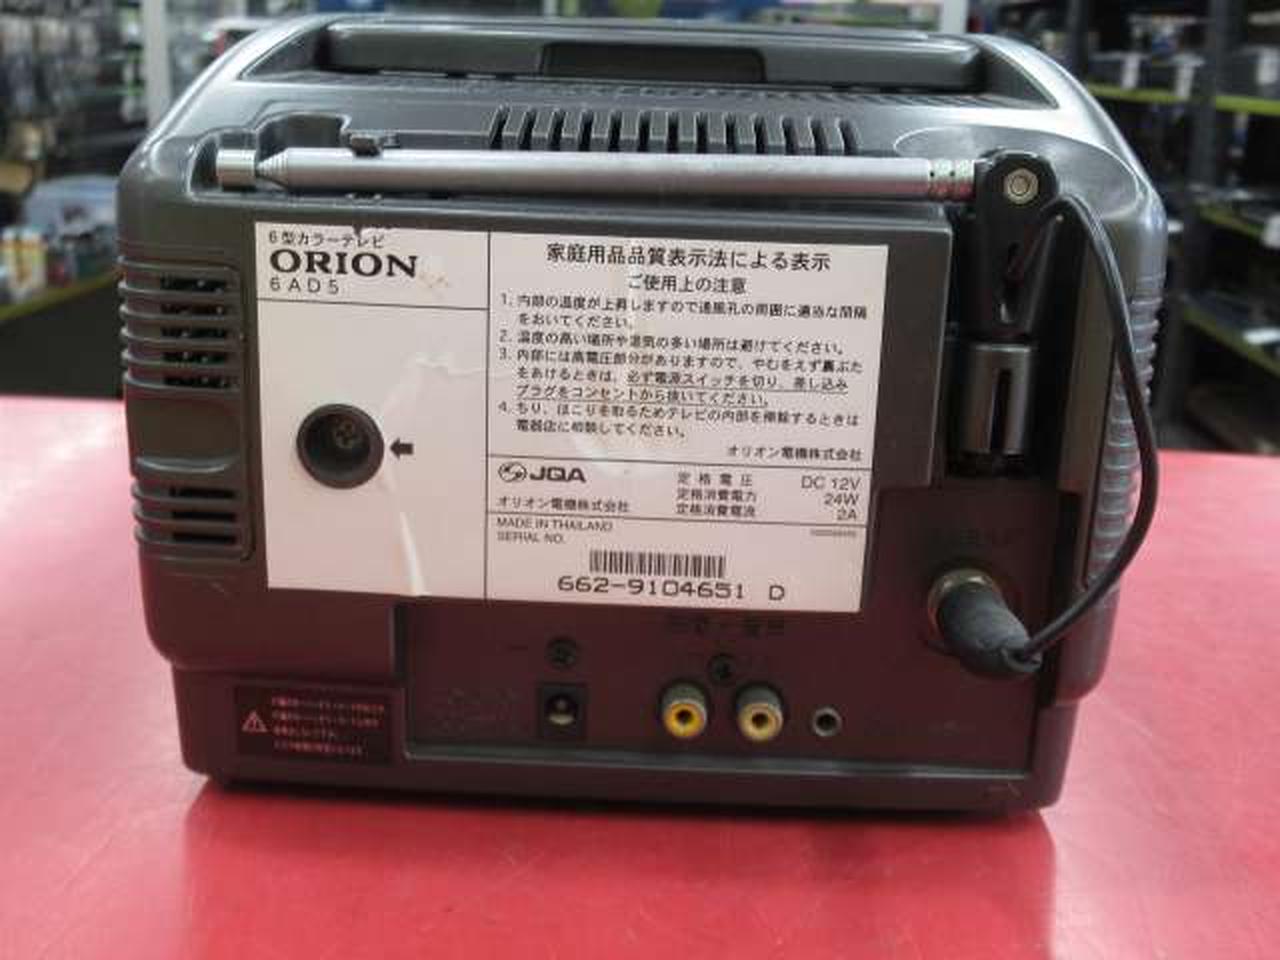 6型カラーテレビ
ORION
6AD5
家庭用品品質表示法による表示
ご使用上の注意
1. 内部の温度が上昇しますので通風孔の周囲に適当な間隔
をおいてください。
2. 温度の高い場所や湿気の多い場所は避けてください。
3. 内部には高電圧部分がありますので、やむをえず裏ぶた
をあけるときは、必ず電源スイッチを切り、差し込み
プラグをコンセントから抜いてください。
4. ちり、ほこりを取るためテレビの内部を掃除するときは
電器店に相談してください。
オリオン電機株式会社
JQA
オリオン電機株式会社
定格電圧 DC 12V
定格消費電力 24W
定格消費電流 2A
MADE IN THAILAND
SERIAL NO.
662-9104651 D